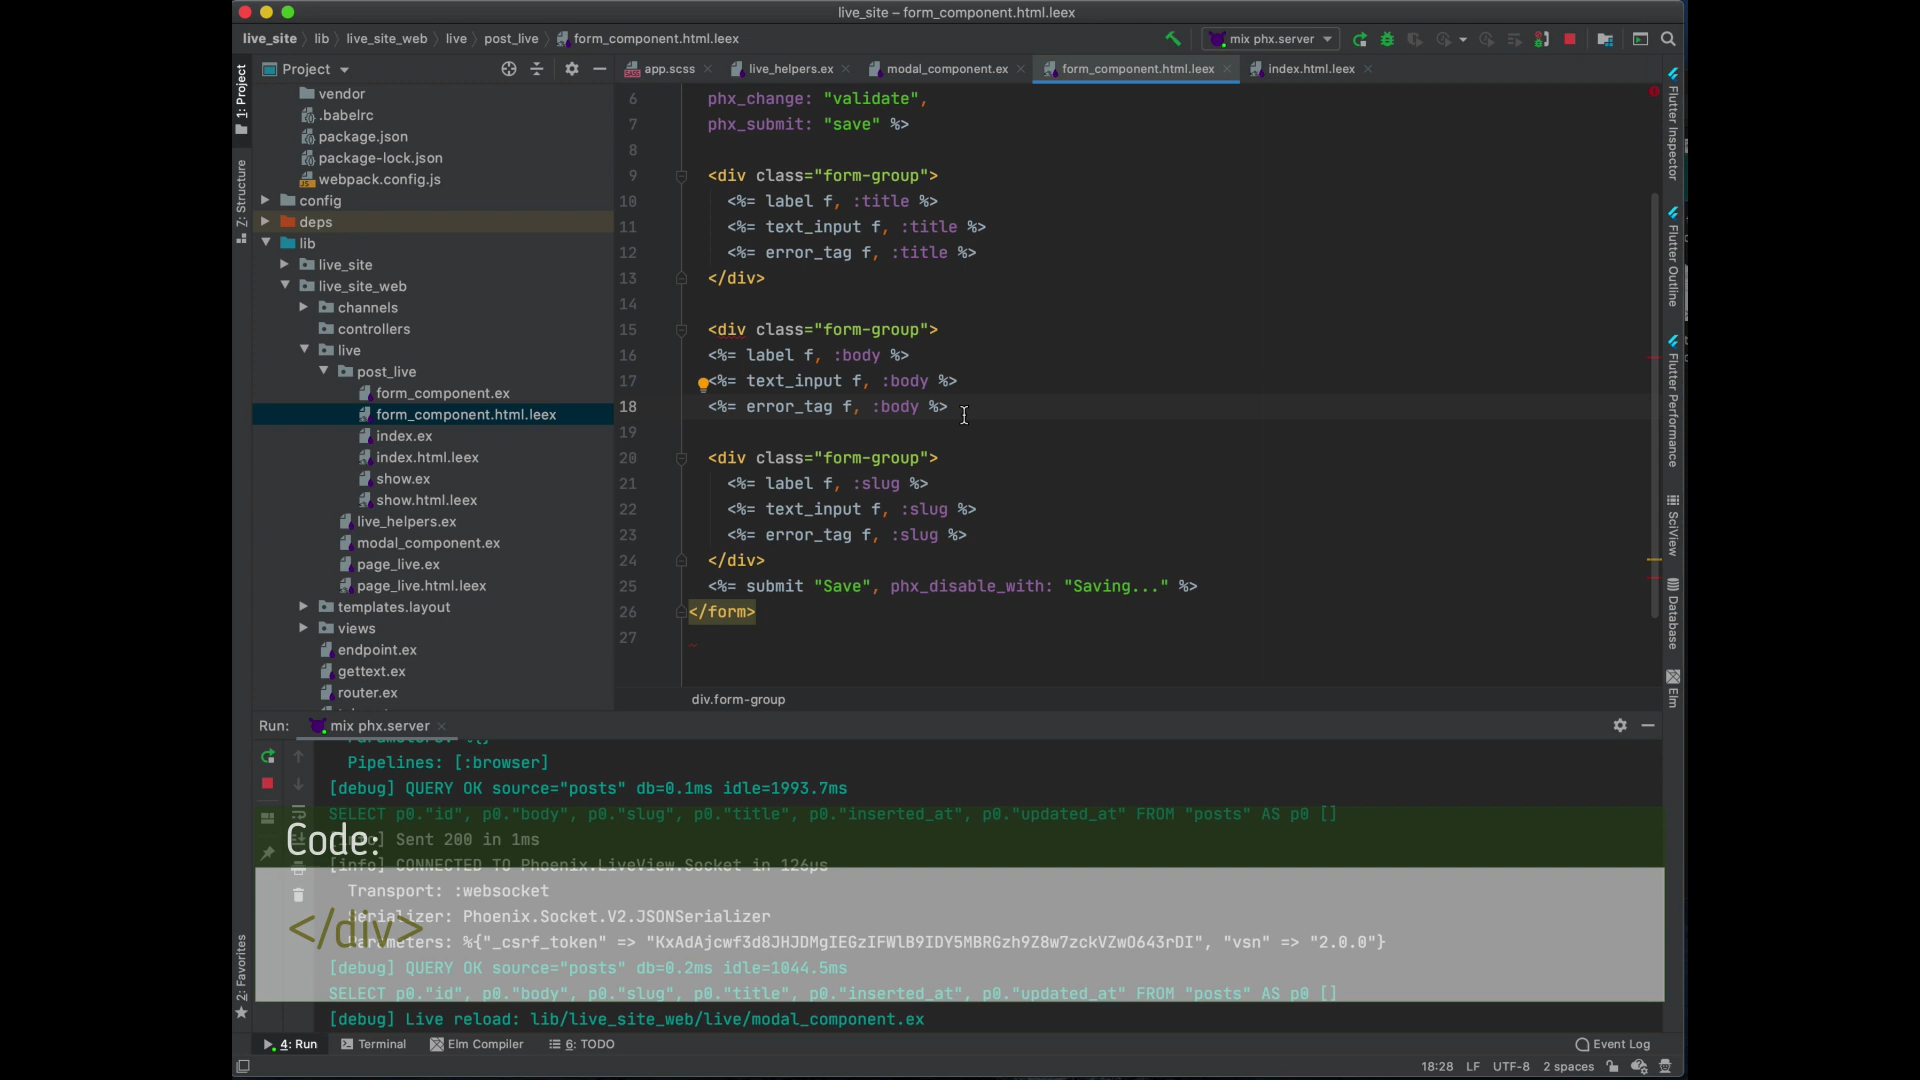 live_site – form_component.html.leex
live_site lib live_site_web live post_live form_component.html.leex
mix phx.server
1: Project
Z: Structure
2: Favorites
Project
app.scss
live_helpers.ex
modal_component.ex
form_component.html.leex
index.html.leex
vendor
.babelrc
package.json
package-lock.json
webpack.config.js
config
deps
lib
live_site
live_site_web
channels
controllers
live
post_live
form_component.ex
form_component.html.leex
index.ex
index.html.leex
show.ex
show.html.leex
live_helpers.ex
modal_component.ex
page_live.ex
page_live.html.leex
templates.layout
views
endpoint.ex
gettext.ex
router.ex
6 phx_change: "validate",
7 phx_submit: "save" %>
8
9 <div class="form-group">
10 <%= label f, :title %>
11 <%= text_input f, :title %>
12 <%= error_tag f, :title %>
13 </div>
14
15 <div class="form-group">
16 <%= label f, :body %>
17 <%= text_input f, :body %>
18 <%= error_tag f, :body %>
19
20 <div class="form-group">
21 <%= label f, :slug %>
22 <%= text_input f, :slug %>
23 <%= error_tag f, :slug %>
24 </div>
25 <%= submit "Save", phx_disable_with: "Saving..." %>
26 </form>
27
~
div.form-group
Flutter Inspector
Flutter Outline
Flutter Performance
SciView
Database
Elm
Run: mix phx.server
Parameters: %{}
Pipelines: [:browser]
[debug] QUERY OK source="posts" db=0.1ms idle=1993.7ms
SELECT p0."id", p0."body", p0."slug", p0."title", p0."inserted_at", p0."updated_at" FROM "posts" AS p0 []
[info] Sent 200 in 1ms
[info] CONNECTED TO Phoenix.LiveView.Socket in 126µs
Transport: :websocket
Serializer: Phoenix.Socket.V2.JSONSerializer
Parameters: %{"_csrf_token" => "KxAdAjcwf3d8JHJDMgIEGzIFWlB9IDY5MBRGzh9Z8w7zckVZwO643rDI", "vsn" => "2.0.0"}
[debug] QUERY OK source="posts" db=0.2ms idle=1044.5ms
SELECT p0."id", p0."body", p0."slug", p0."title", p0."inserted_at", p0."updated_at" FROM "posts" AS p0 []
[debug] Live reload: lib/live_site_web/live/modal_component.ex
Code:
</div>
4: Run Terminal Elm Compiler 6: TODO Event Log
18:28 LF UTF-8 2 spaces